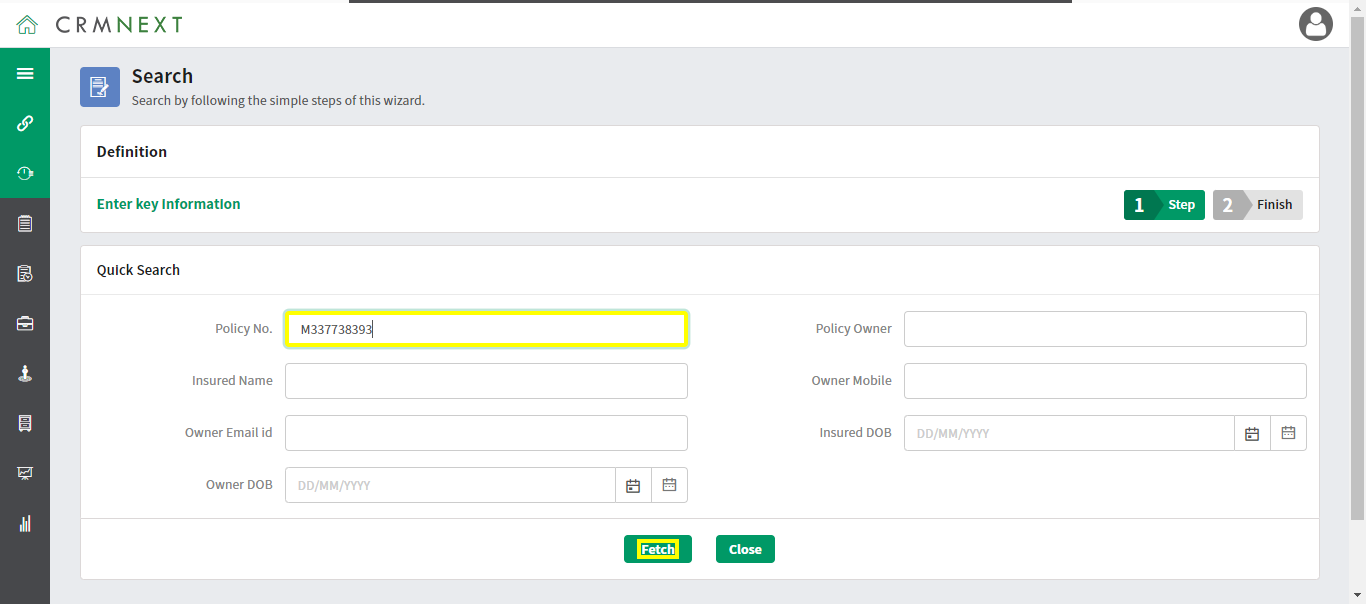 CRMNEXT
Search
Search by following the simple steps of this wizard.
Definition
Enter key information
1 Step 2 Finish
Quick Search
Policy No. M337738393 Policy Owner
Insured Name Owner Mobile
Owner Email id Insured DOB DD/MM/YYYY
Owner DOB DD/MM/YYYY
Fetch Close